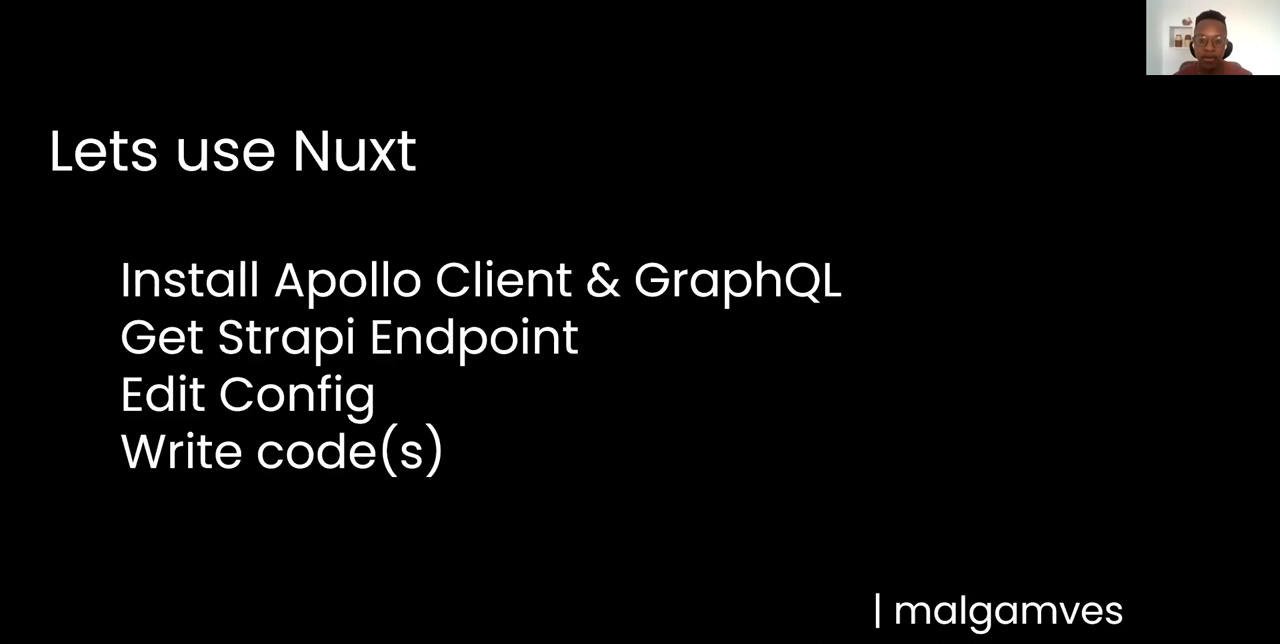 Lets use Nuxt
Install Apollo Client & GraphQL
Get Strapi Endpoint
Edit Config
Write code(s)
| malgamves